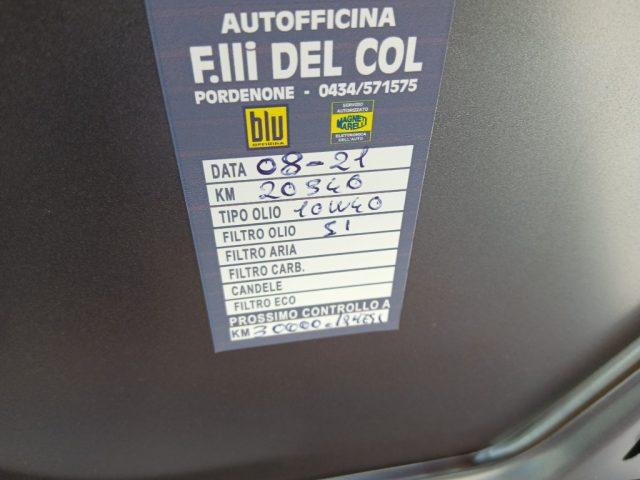 AUTOFFICINA
F.lli DEL COL
PORDENONE - 0434/571575
blu
OFFICINA
SERVIZIO
AUTORIZZATO
MAGNETI
MARELLI
ELETTRONICA
DELL'AUTO
DATA 08-21
KM 20940
TIPO OLIO 10W40
FILTRO OLIO SI
FILTRO ARIA
FILTRO CARB.
CANDELE
FILTRO ECO
PROSSIMO CONTROLLO A
KM 30000